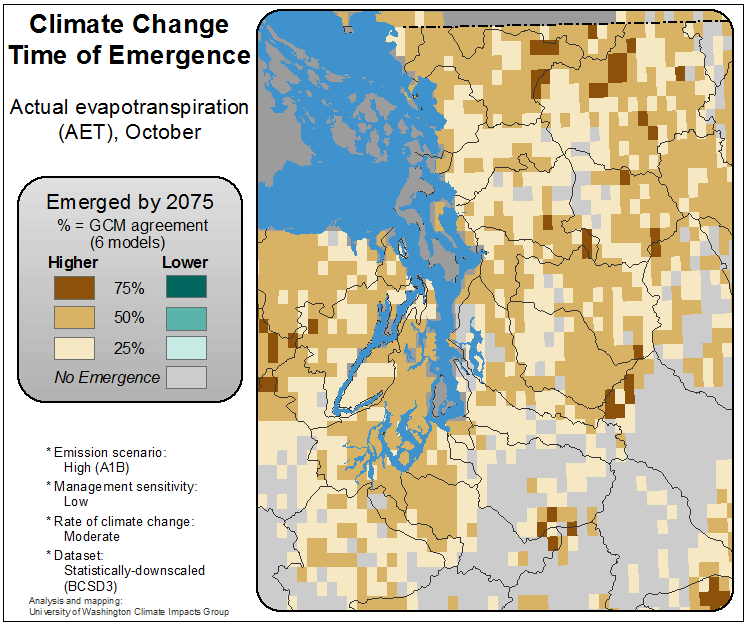 Climate Change
Time of Emergence
Actual evapotranspiration
(AET), October
Emerged by 2075
% = GCM agreement
(6 models)
Higher Lower
75%
50%
25%
No Emergence
* Emission scenario:
High (A1B)
* Management sensitivity:
Low
* Rate of climate change:
Moderate
* Dataset:
Statistically-downscaled
(BCSD3)
Analysis and mapping:
University of Washington Climate Impacts Group